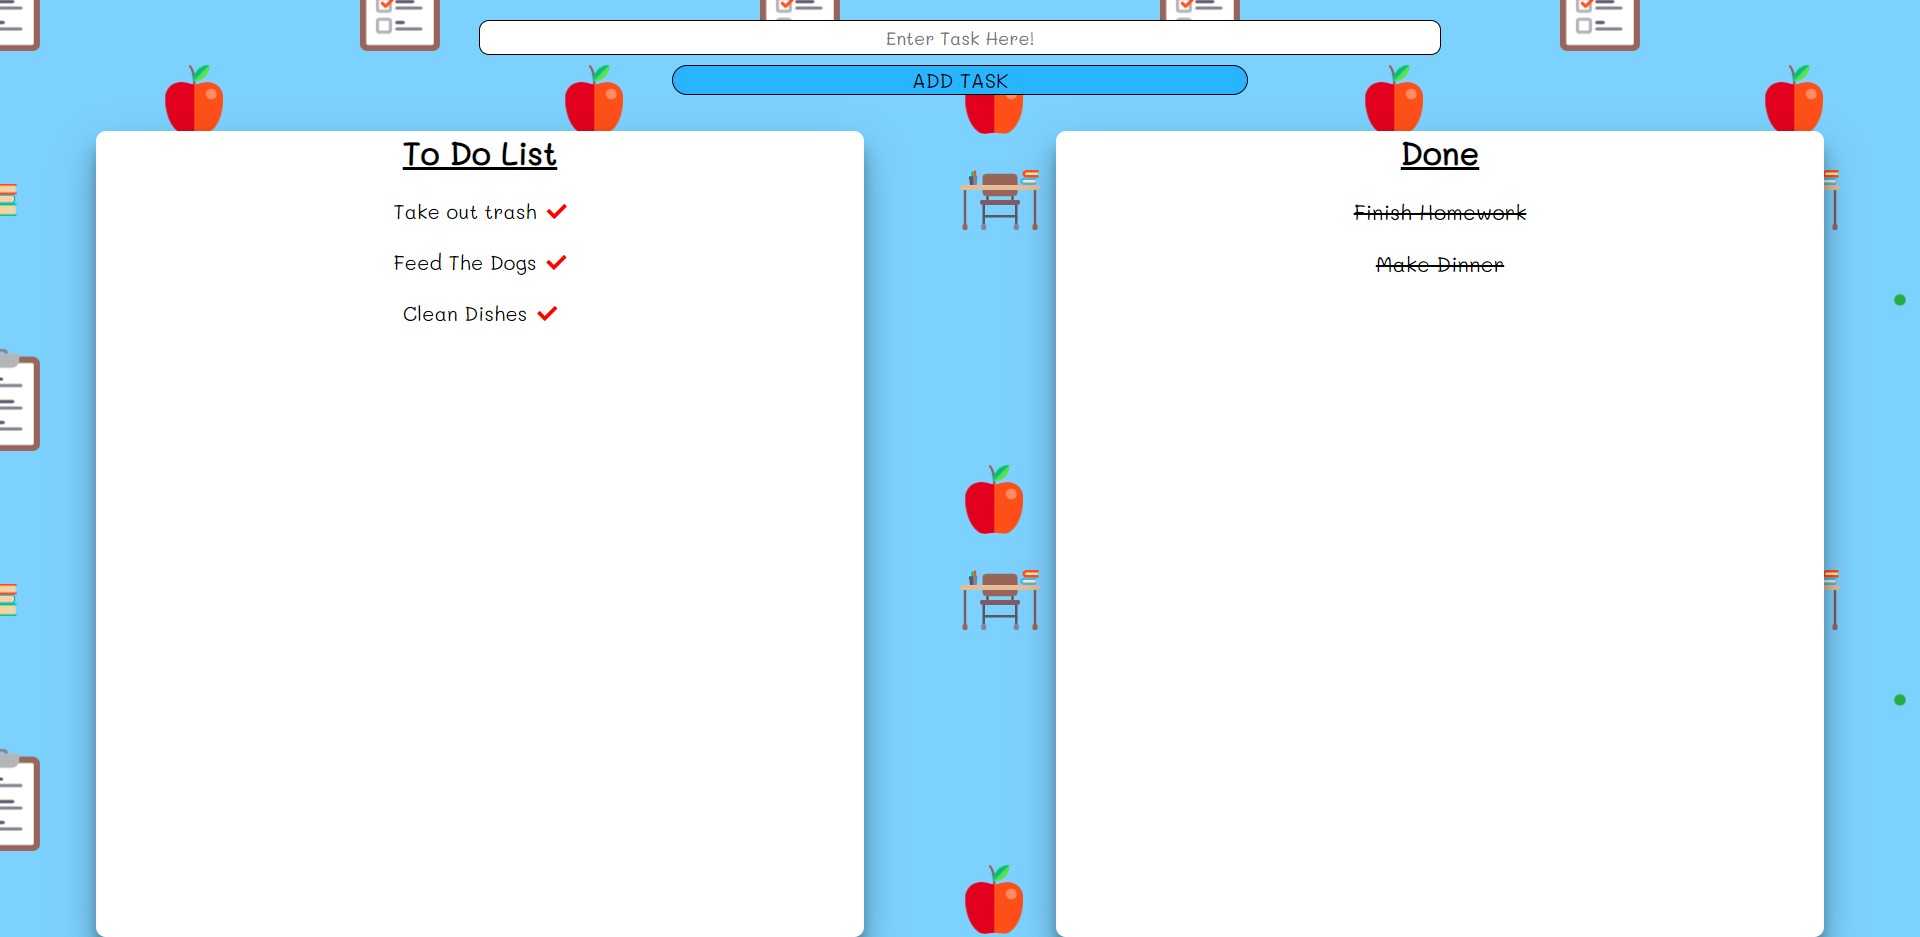 Enter Task Here!
ADD TASK
To Do List
Take out trash
Feed The Dogs
Clean Dishes
Done
Finish Homework
Make Dinner